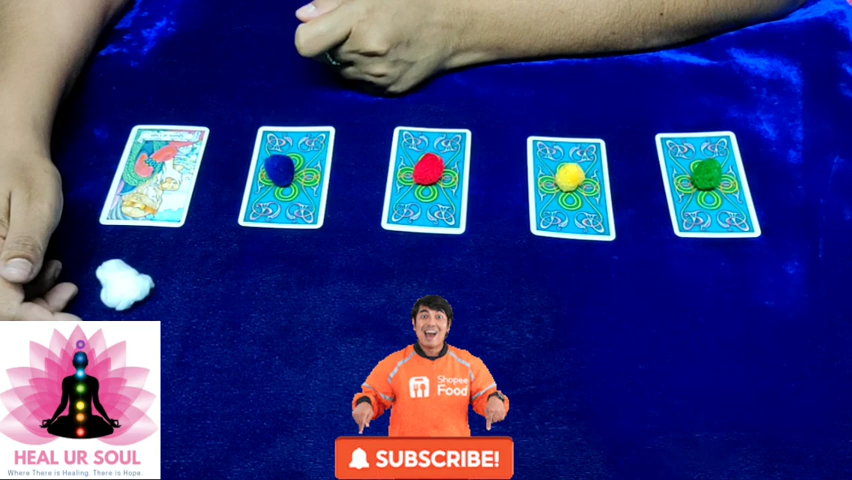 Shopee
Food
SUBSCRIBE!
HEAL UR SOUL
Where There is Healing. There is Hope.